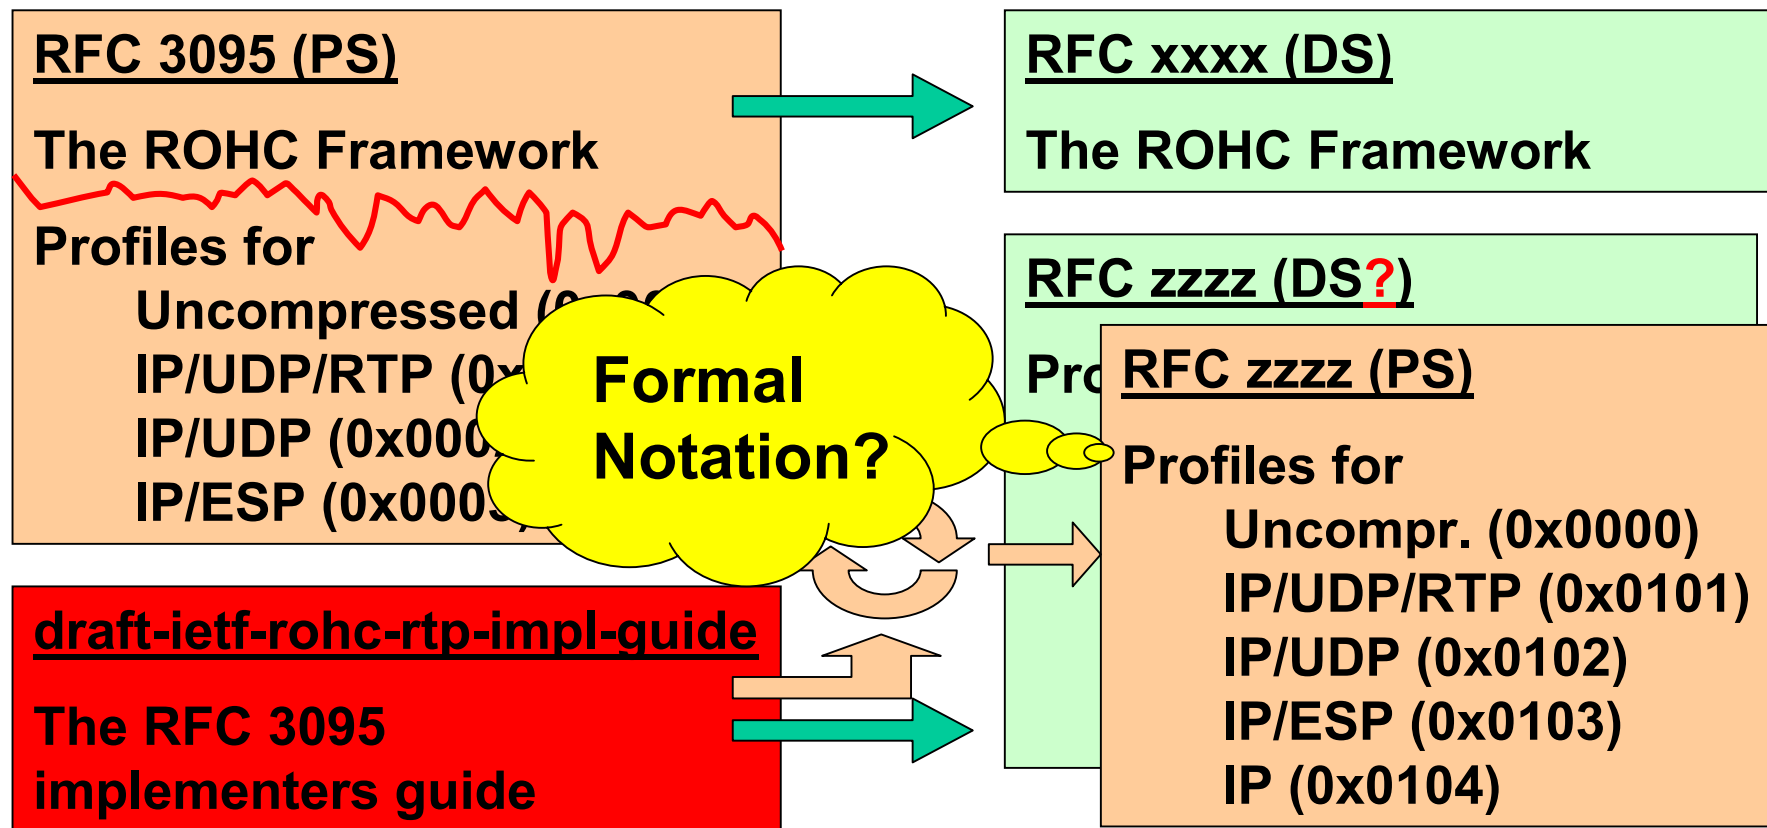 RFC 3095 (PS)
The ROHC Framework
Profiles for
Uncompressed
IP/UDP/RTP
IP/UDP
IP/ESP
draft-ietf-rohc-rtp-impl-guide
The RFC 3095
implementers guide
Formal
Notation?
RFC xxxx (DS)
The ROHC Framework
RFC zzzz (DS?)
RFC zzzz (PS)
Profiles for
Uncompr. (0x0000)
IP/UDP/RTP (0x0101)
IP/UDP (0x0102)
IP/ESP (0x0103)
IP (0x0104)